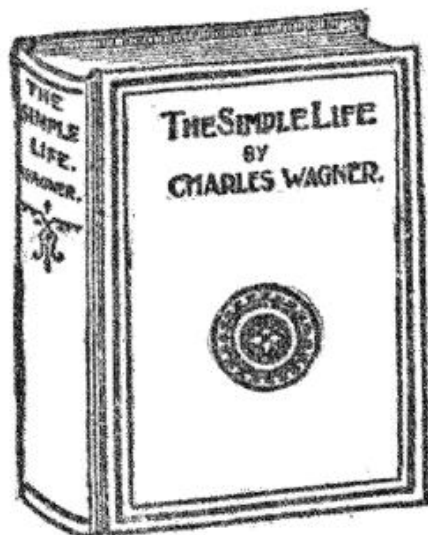 THE
SIMPLE
LIFE.
WAGNER.
THE SIMPLE LIFE
BY
CHARLES WAGNER.